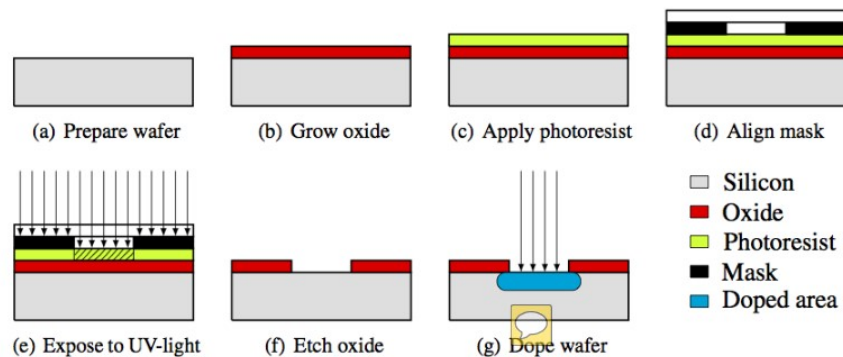 (a) Prepare wafer
(b) Grow oxide
(c) Apply photoresist
(d) Align mask
Silicon
Oxide
Photoresist
Mask
Doped area
(e) Expose to UV-light
(f) Etch oxide
(g) Dope wafer